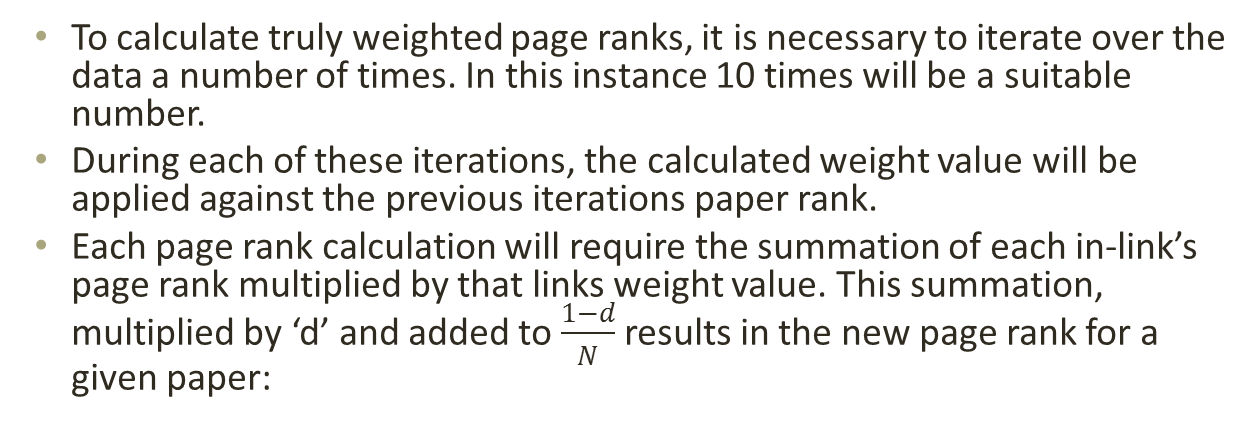 • To calculate truly weighted page ranks, it is necessary to iterate over the
data a number of times. In this instance 10 times will be a suitable
number.
• During each of these iterations, the calculated weight value will be
applied against the previous iterations paper rank.
• Each page rank calculation will require the summation of each in-link’s
page rank multiplied by that links weight value. This summation,
multiplied by ‘d’ and added to \frac{1-d}{N} results in the new page rank for a
given paper: